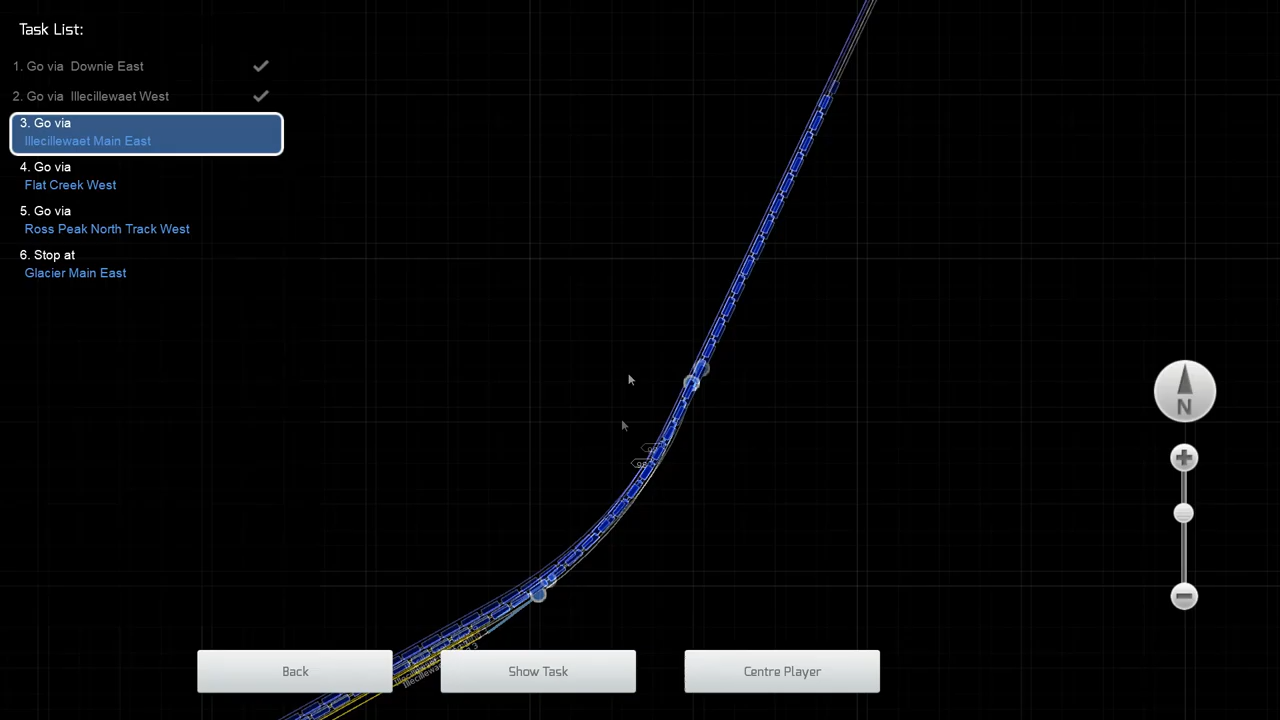 Task List:
1. Go via Downie East
2. Go via Illecillewaet West
3. Go via
Illecillewaet Main East
4. Go via
Flat Creek West
5. Go via
Ross Peak North Track West
6. Stop at
Glacier Main East
N
Back
Show Task
Centre Player